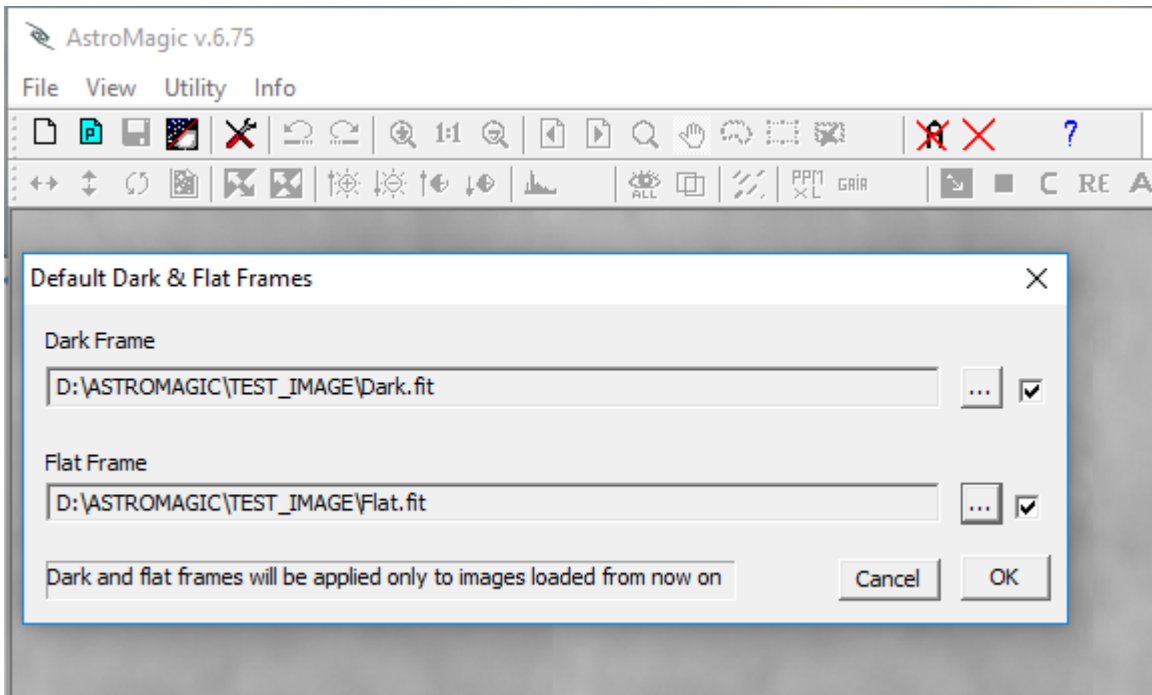 AstroMagic v.6.75
File View Utility Info
P 1:1 A ?
ALL PPM XL GAIA C RE A
Default Dark & Flat Frames
Dark Frame
D:\ASTROMAGIC\TEST_IMAGE\Dark.fit
...
Flat Frame
D:\ASTROMAGIC\TEST_IMAGE\Flat.fit
...
Dark and flat frames will be applied only to images loaded from now on
Cancel OK